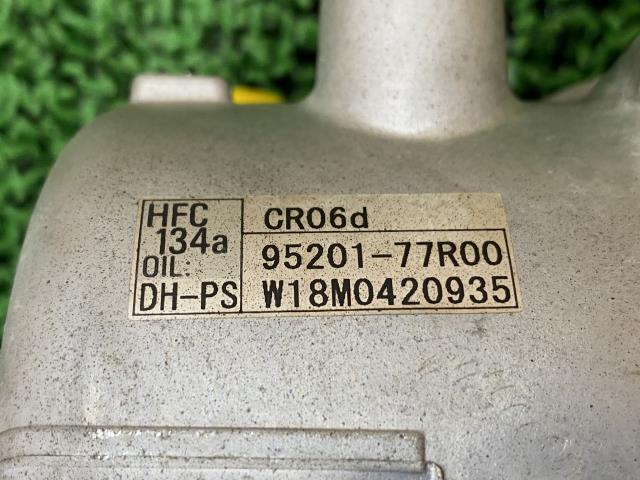 HFC
134a
OIL:
DH-PS
CR06d
95201-77R00
W18M0420935